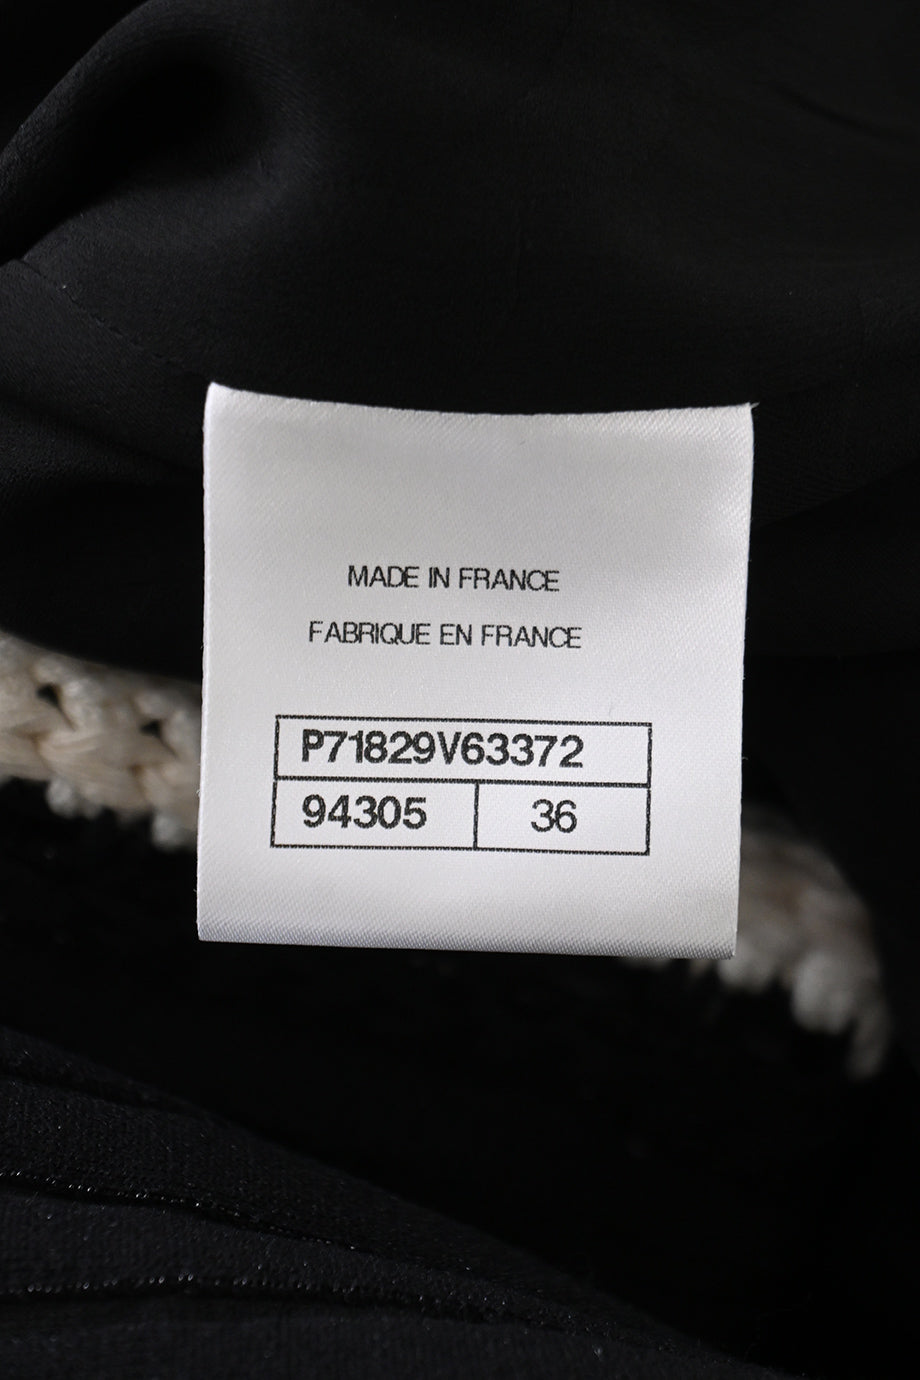 MADE IN FRANCE
FABRIQUE EN FRANCE
P71829V63372
94305 36